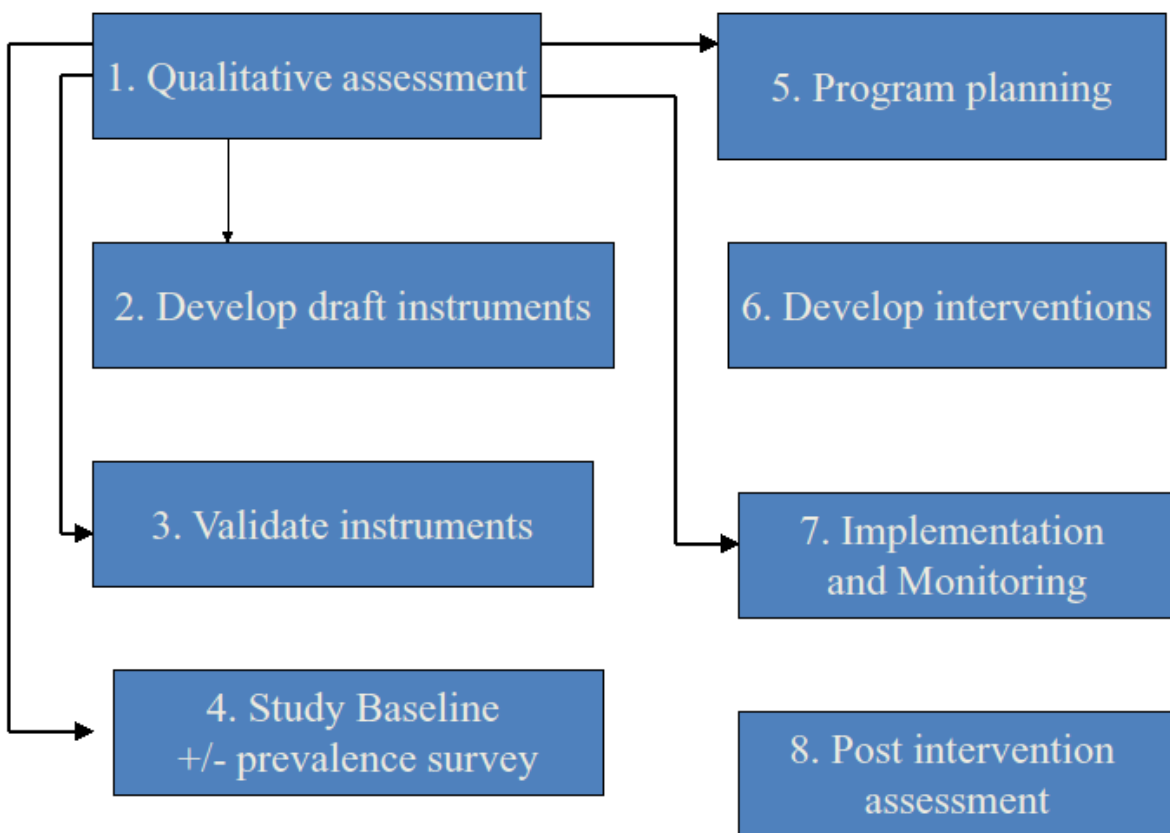 1. Qualitative assessment
2. Develop draft instruments
3. Validate instruments
4. Study Baseline
+/- prevalence survey
5. Program planning
6. Develop interventions
7. Implementation
and Monitoring
8. Post intervention
assessment